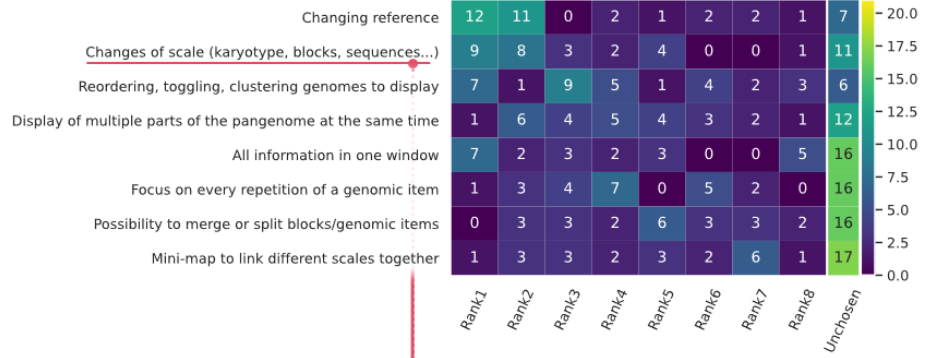 Changing reference 12 11 0 2 1 2 2 1 7
Changes of scale (karyotype, blocks, sequences...) 9 8 3 2 4 0 0 1 11
Reordering, toggling, clustering genomes to display 7 1 9 5 1 4 2 3 6
Display of multiple parts of the pangenome at the same time 1 6 4 5 4 3 2 1 12
All information in one window 7 2 3 2 3 0 0 5 16
Focus on every repetition of a genomic item 1 3 4 7 0 5 2 0 16
Possibility to merge or split blocks/genomic items 0 3 3 2 6 3 3 2 16
Mini-map to link different scales together 1 3 3 2 3 2 6 1 17
Rank1 Rank2 Rank3 Rank4 Rank5 Rank6 Rank7 Rank8 Unchosen
20.0
17.5
15.0
12.5
10.0
7.5
5.0
2.5
0.0